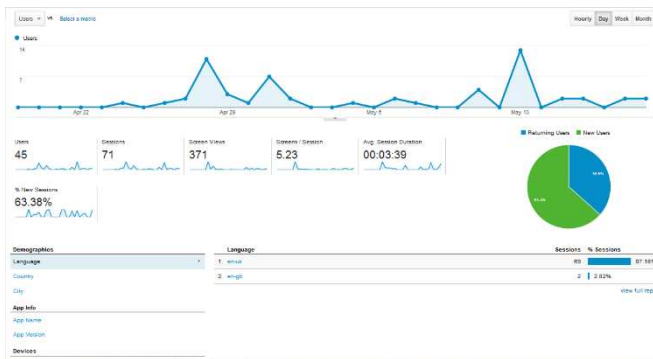 Users vs. Select a metric
Hourly Day Week Month
Users
14
7
Apr 22 Apr 29 May 6 May 13
Returning Users New Users
Users Sessions Screen Views Screens / Session Avg. Session Duration
45 71 371 5.23 00:03:39
% New Sessions
63.38%
Demographics
Language
Country
City
App Info
App Name
App Version
Devices
Language Sessions % Sessions
1 en-us 69
2 en-gb 2 2.82%
view full rep